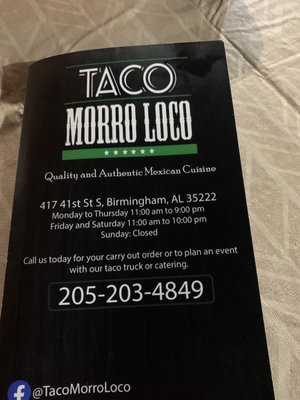 TACO
MORRO LOCO
Quality and Authentic Mexican Cuisine
417 41st St S, Birmingham, AL 35222
Monday to Thursday 11:00 am to 9:00 pm
Friday and Saturday 11:00 am to 10:00 pm
Sunday: Closed
Call us today for your carry out order or to plan an event
with our taco truck or catering.
205-203-4849
@TacoMorroLoco